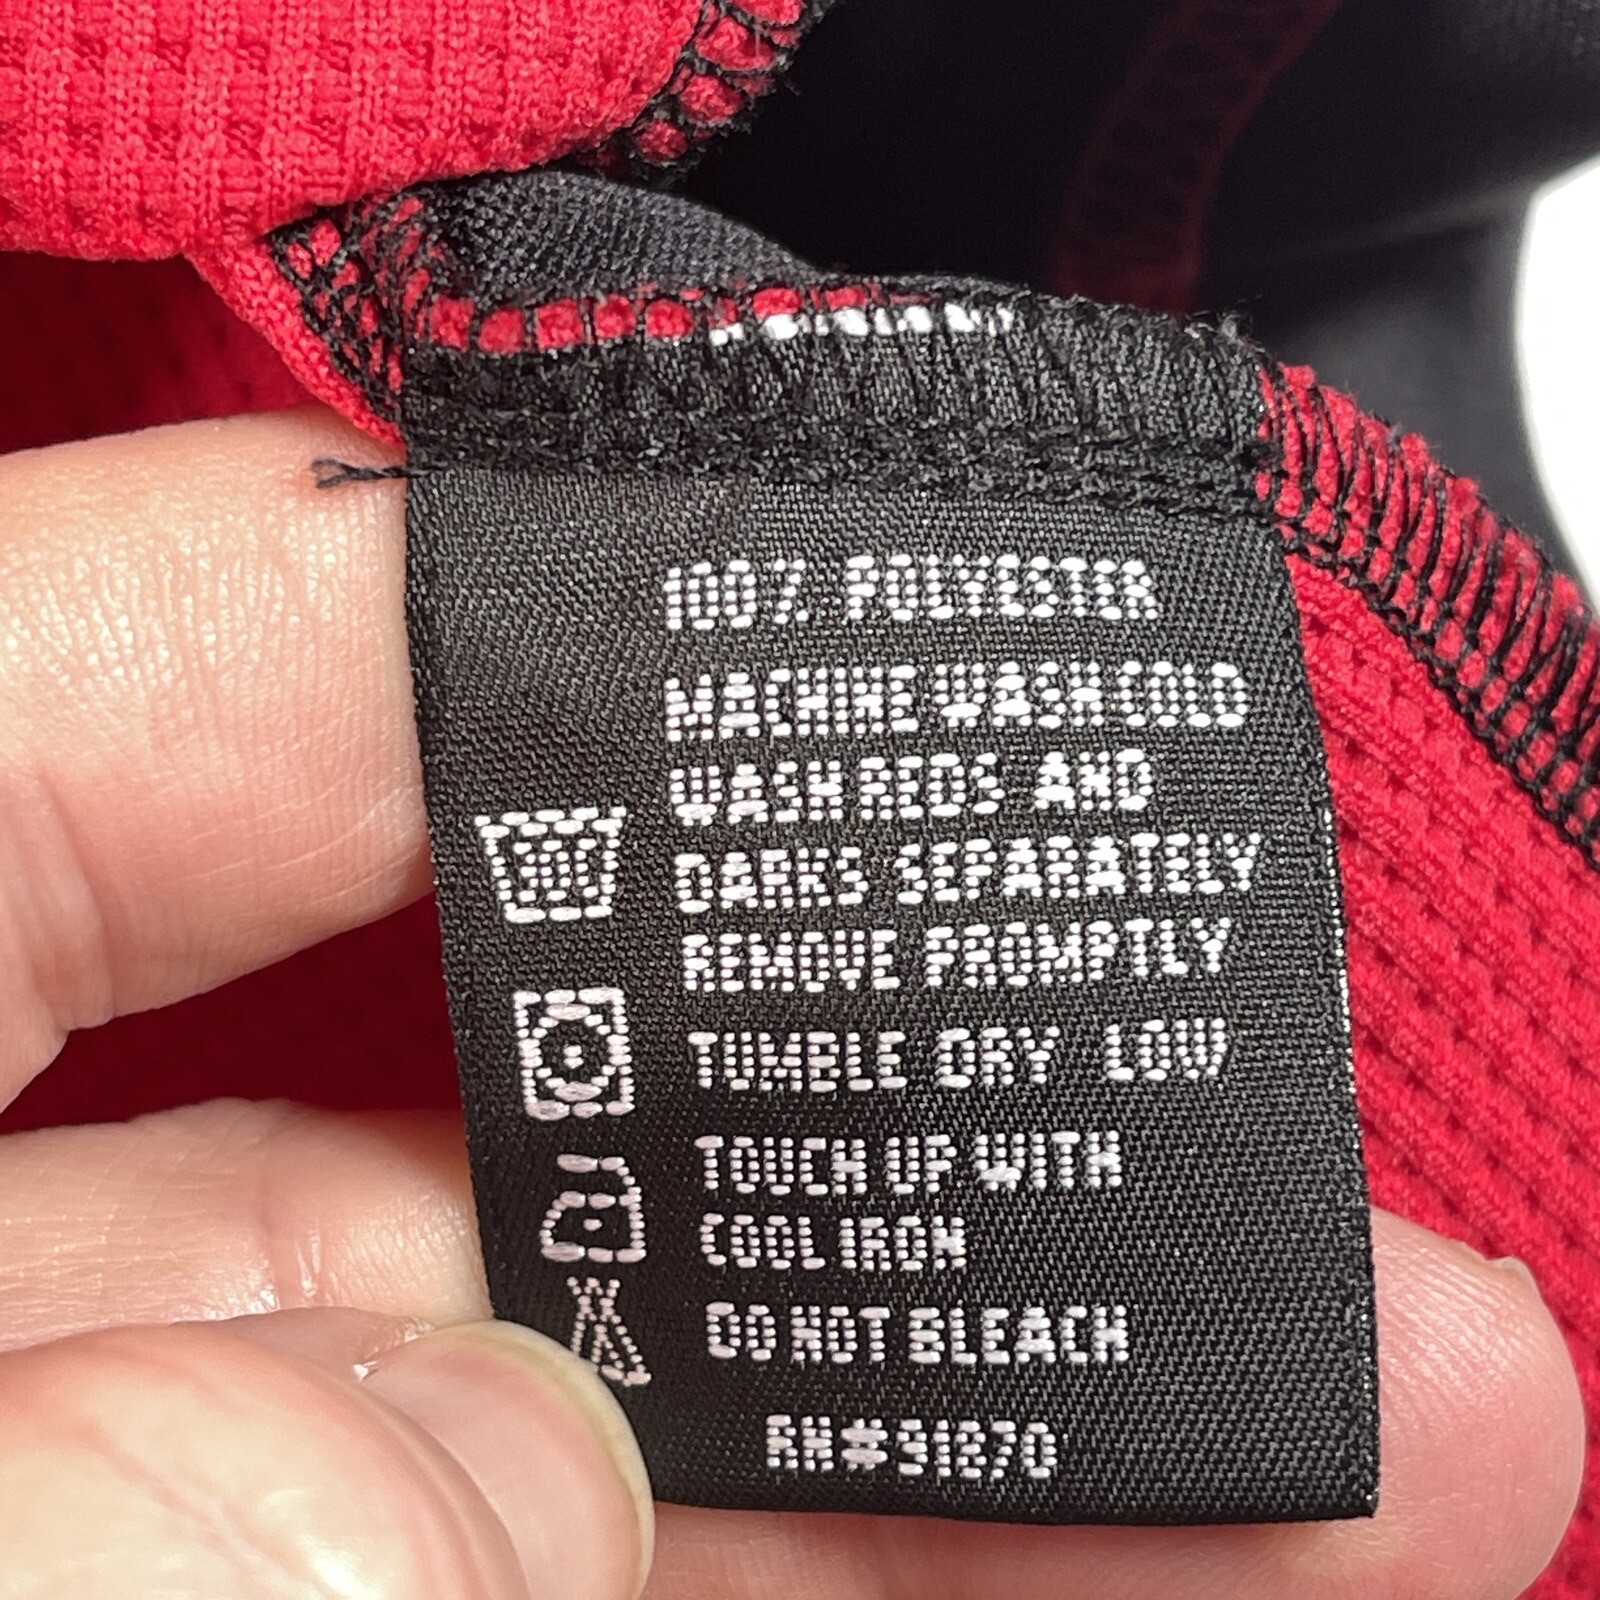 100% POLYESTER
MACHINE WASH COLD
WASH REDS AND
DARKS SEPARATELY
REMOVE PROMPTLY
30C
TUMBLE DRY LOW
TOUCH UP WITH
COOL IRON
DO NOT BLEACH
RN#91870